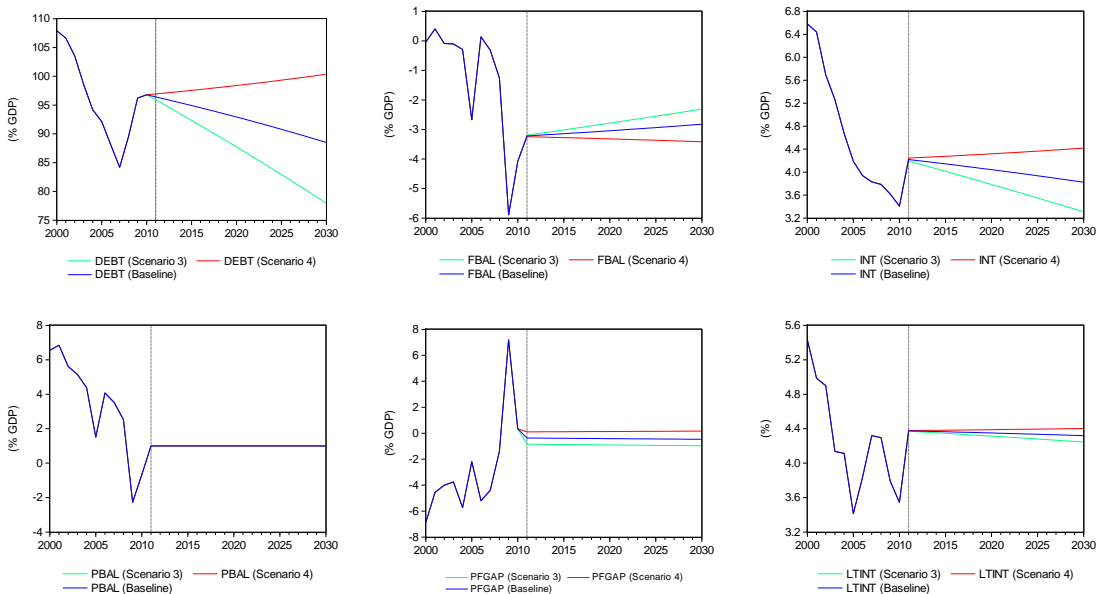 110
105
100
95
90
85
80
75
(% GDP)
2000 2005 2010 2015 2020 2025 2030
DEBT (Scenario 3) DEBT (Scenario 4)
DEBT (Baseline)
1
0
-1
-2
-3
-4
-5
-6
(% GDP)
2000 2005 2010 2015 2020 2025 2030
FBAL (Scenario 3) FBAL (Scenario 4)
FBAL (Baseline)
6.8
6.4
6.0
5.6
5.2
4.8
4.4
4.0
3.6
3.2
(% GDP)
2000 2005 2010 2015 2020 2025 2030
INT (Scenario 3) INT (Scenario 4)
INT (Baseline)
8
6
4
2
0
-2
-4
(% GDP)
2000 2005 2010 2015 2020 2025 2030
PBAL (Scenario 3) PBAL (Scenario 4)
PBAL (Baseline)
8
6
4
2
0
-2
-4
-6
-8
(% GDP)
2000 2005 2010 2015 2020 2025 2030
PFGAP (Scenario 3) PFGAP (Scenario 4)
PFGAP (Baseline)
5.6
5.2
4.8
4.4
4.0
3.6
3.2
(%)
2000 2005 2010 2015 2020 2025 2030
LTINT (Scenario 3) LTINT (Scenario 4)
LTINT (Baseline)